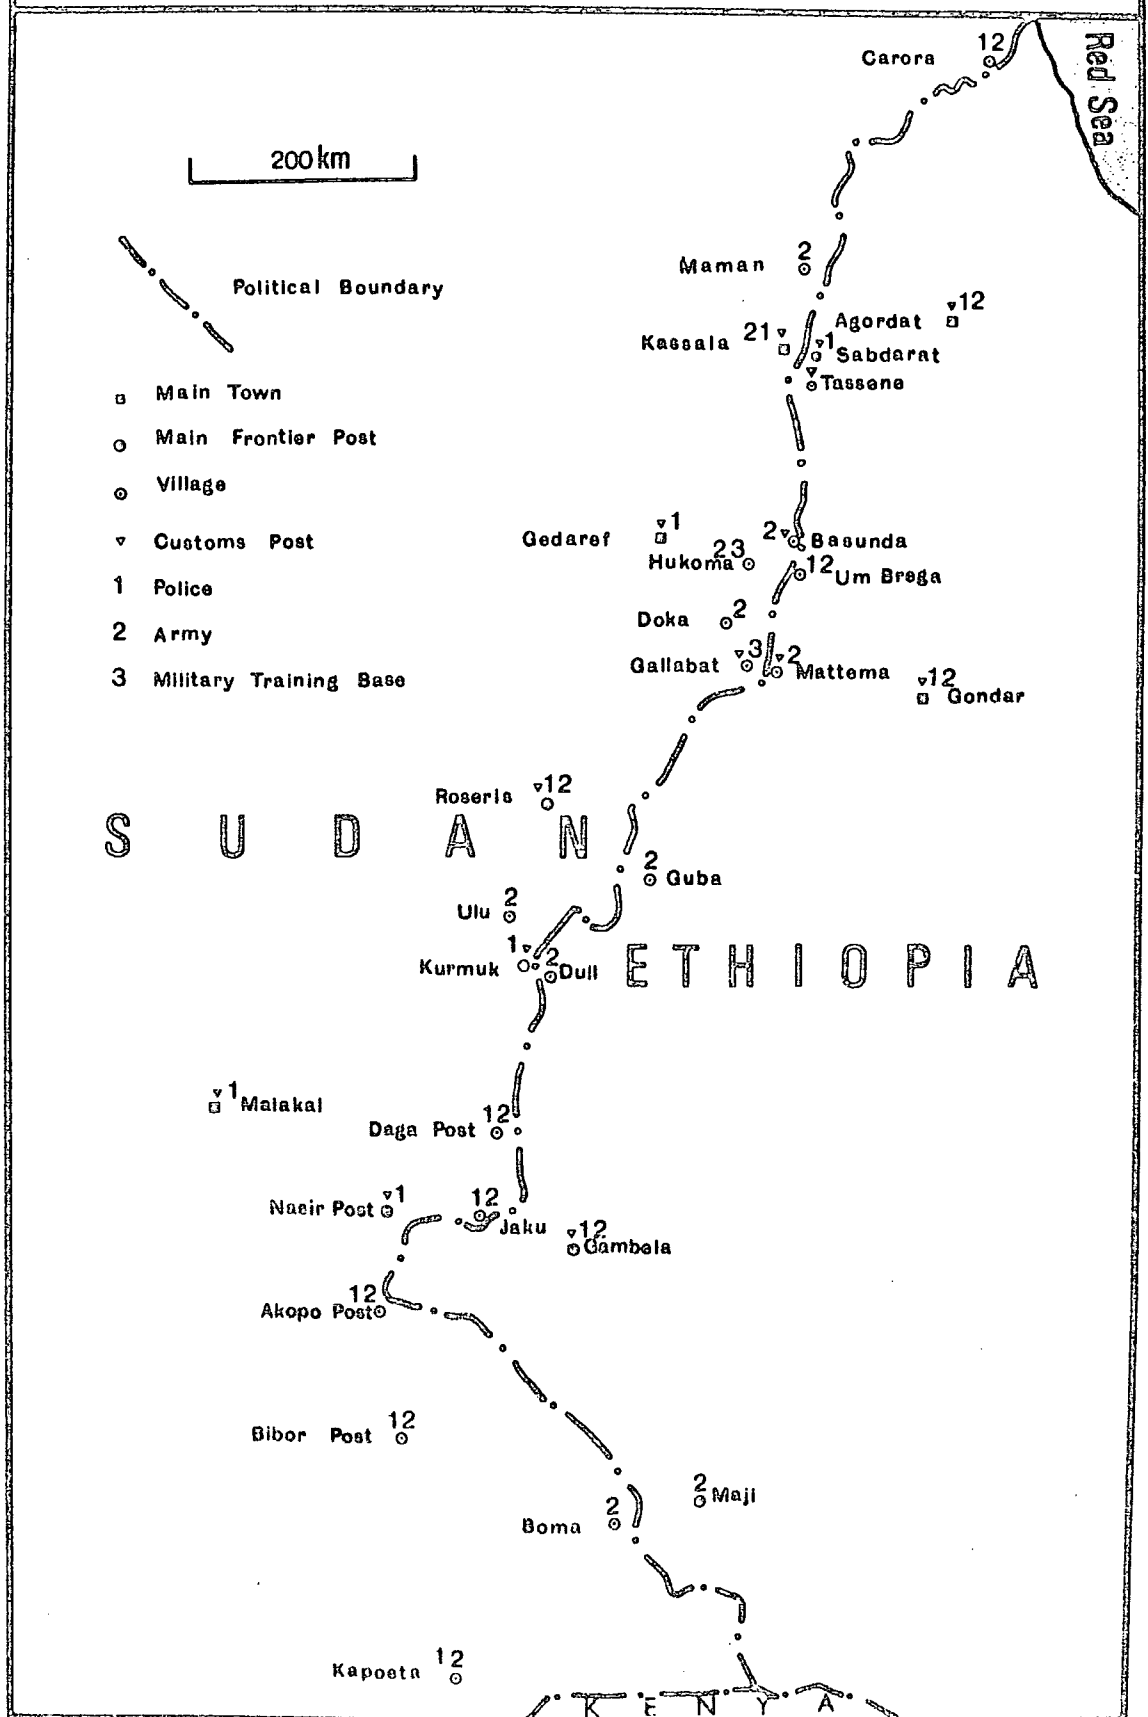 Carora
12
Red Sea
200 km
Political Boundary
Maman
2
Agordat
12
Kassala
21
1
Sabdarat
Tassene
Main Town
Main Frontier Post
Village
Customs Post
1 Police
2 Army
3 Military Training Base
Gedaref
1
2
Basunda
Hukoma
23
12
Um Brega
Doka
2
Gallabat
3
2
Mattema
12
Gondar
Roseris
12
SUDAN
2
Guba
Ulu
2
Kurmuk
1
2
Dull
ETHIOPIA
1
Malakal
Daga Post
12
Nasir Post
1
12
Jaku
12
Gambela
Akopo Post
12
Bibor Post
12
2
Maji
Boma
2
Kapoeta
12
KENYA